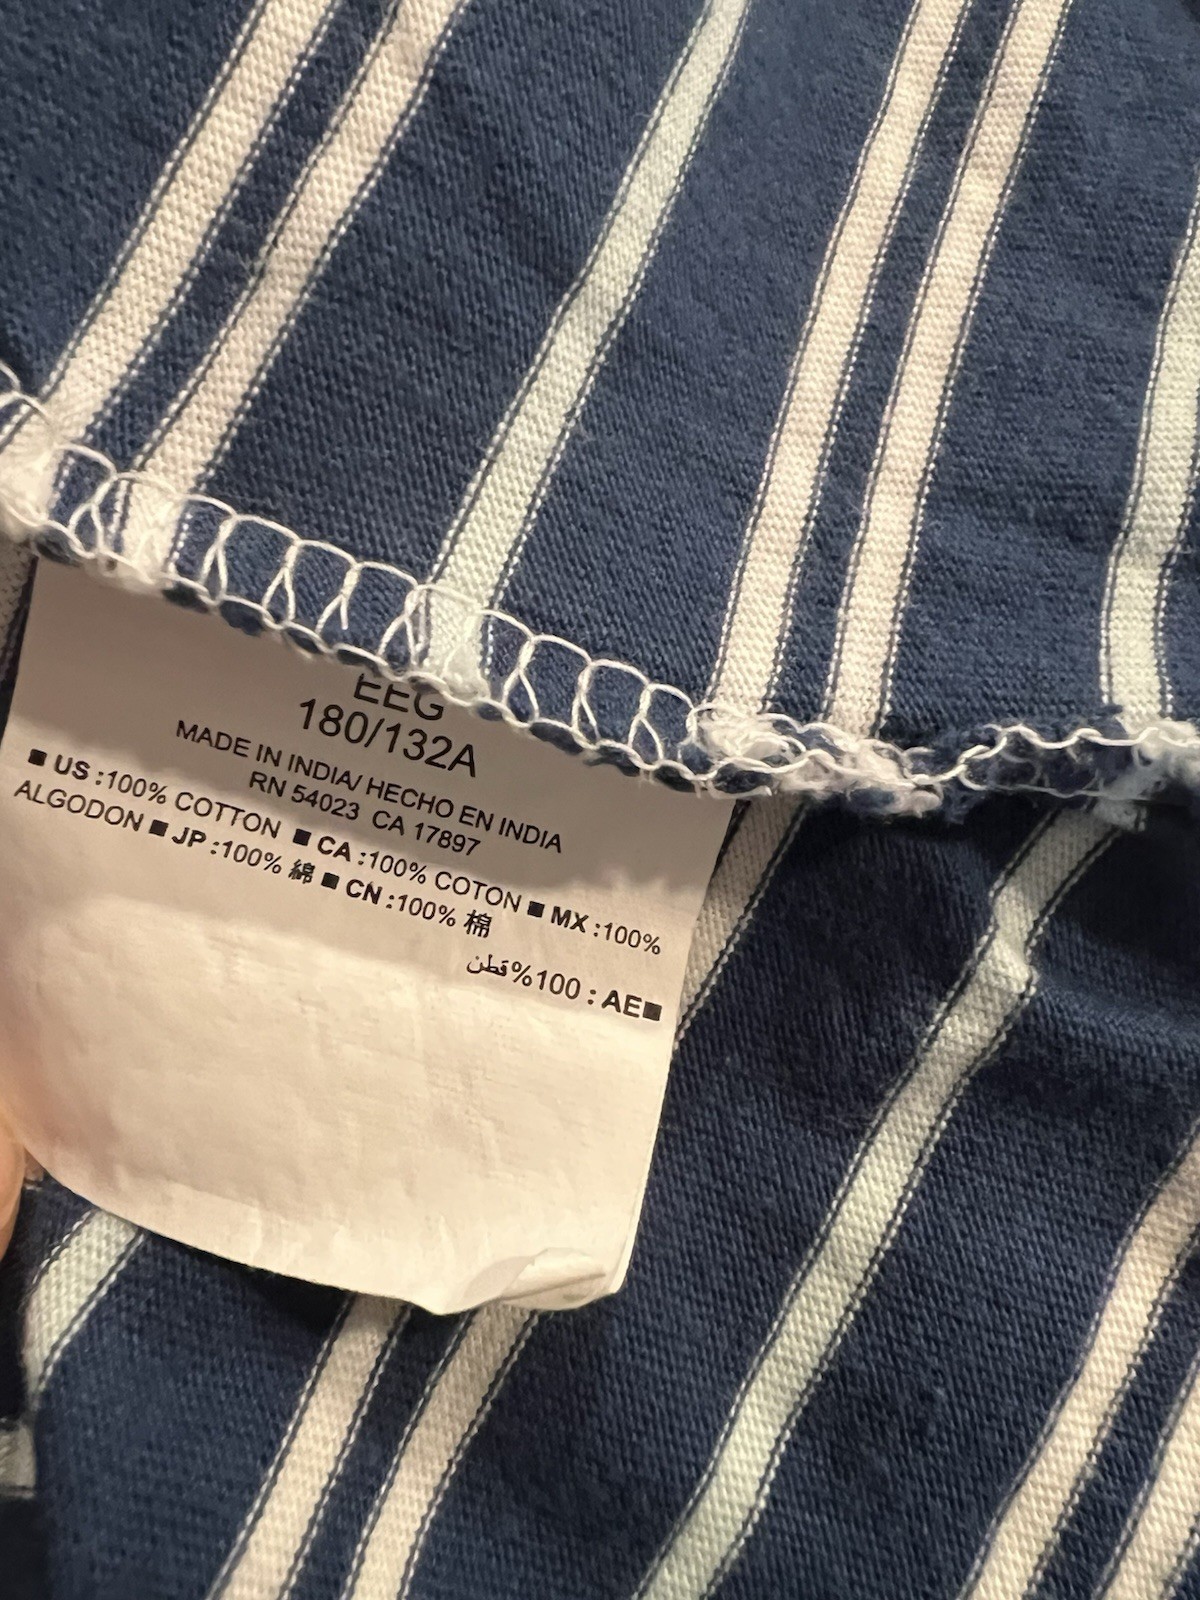 EEG
180/132A
MADE IN INDIA/ HECHO EN INDIA
RN 54023 CA 17897
■ US :100% COTTON ■ CA :100% COTON ■ MX :100%
ALGODON ■ JP :100% 綿 ■ CN :100% 棉
■AE : 100% قطن